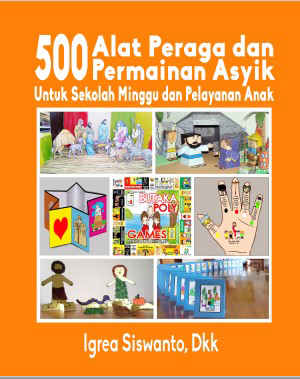 500 Alat Peraga dan
Permainan Asyik
Untuk Sekolah Minggu dan Pelayanan Anak
BUTAKA
POLY
GAMES
Igrea Siswanto, Dkk